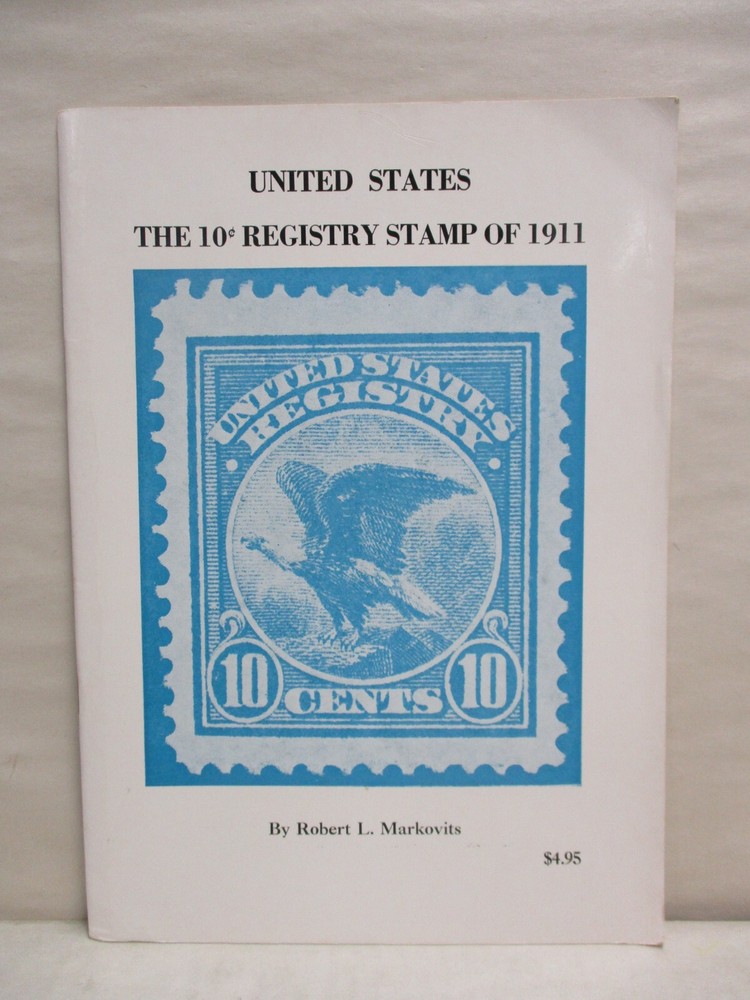 UNITED STATES
THE 10¢ REGISTRY STAMP OF 1911
UNITED STATES
REGISTRY
10 CENTS 10
By Robert L. Markovits
$4.95